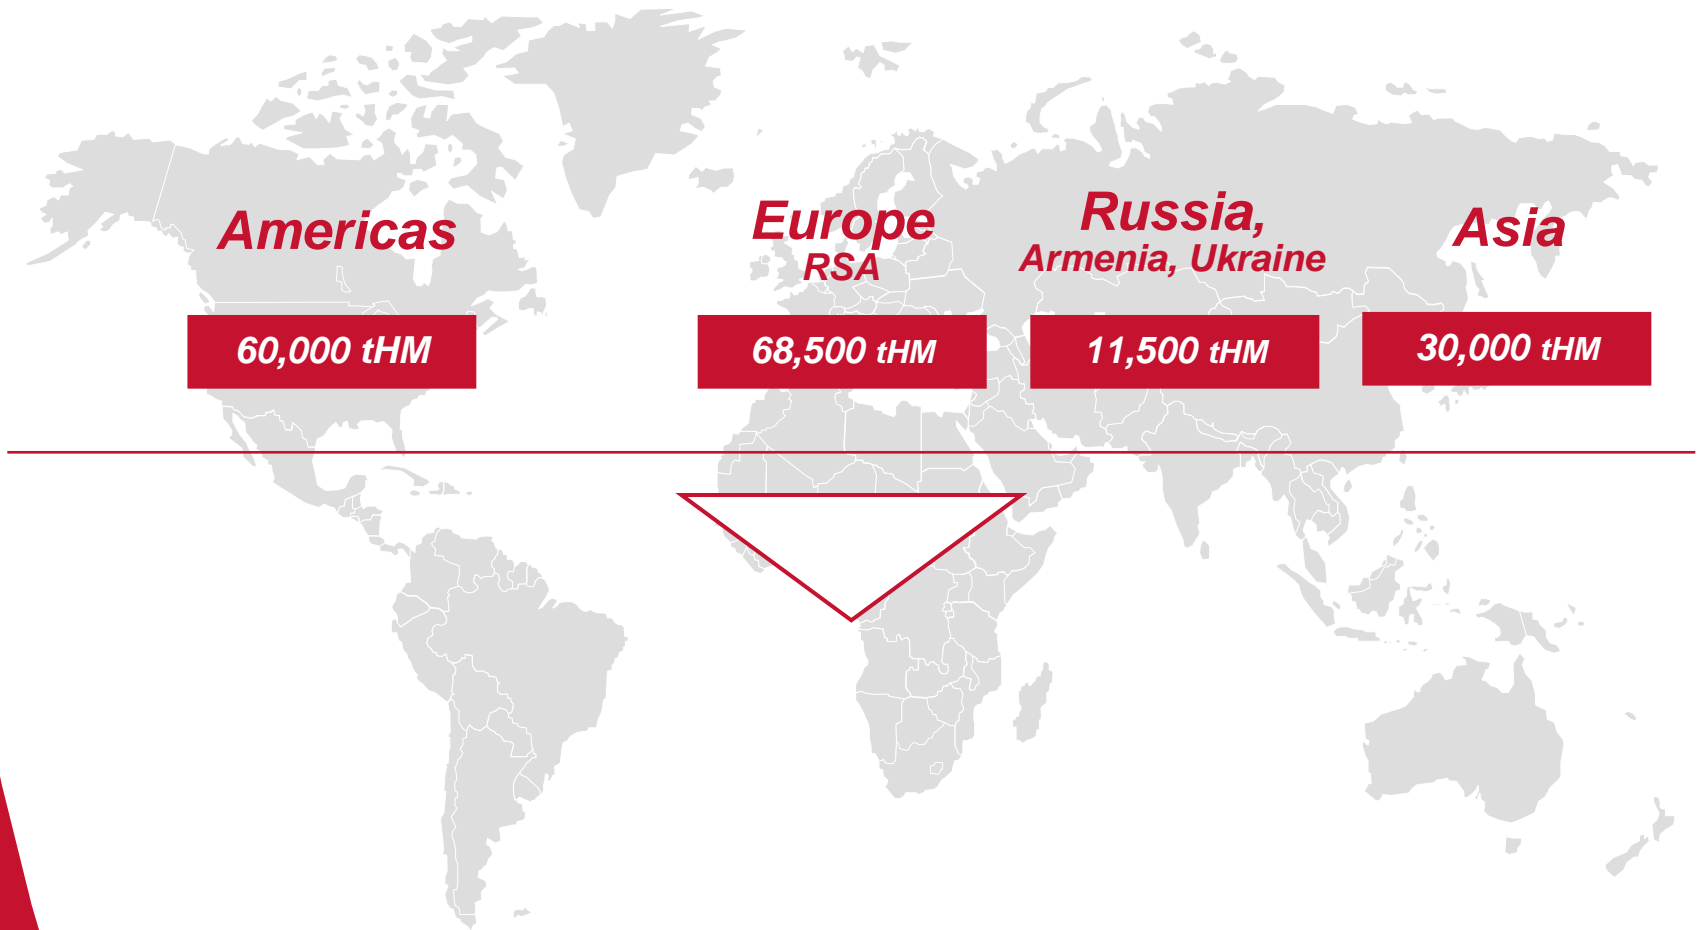 Americas
60,000 tHM
Europe
RSA
68,500 tHM
Russia,
Armenia, Ukraine
11,500 tHM
Asia
30,000 tHM